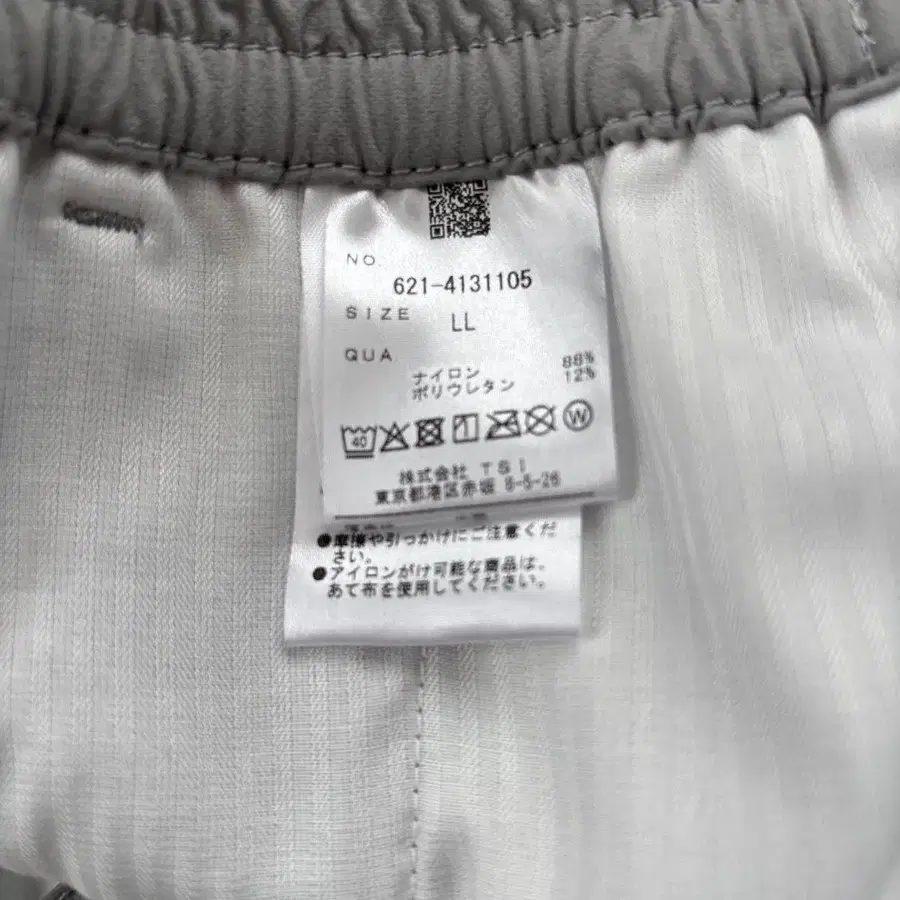 NO.
621-4131105
SIZE
LL
QUA
ナイロン 88%
ポリウレタン 12%
40
W
株式会社 TSI
東京都港区赤坂 8-5-26
●摩擦や引っかけにご注意くだ
さい。
●アイロンがけ可能な商品は、
あて布を使用してください。